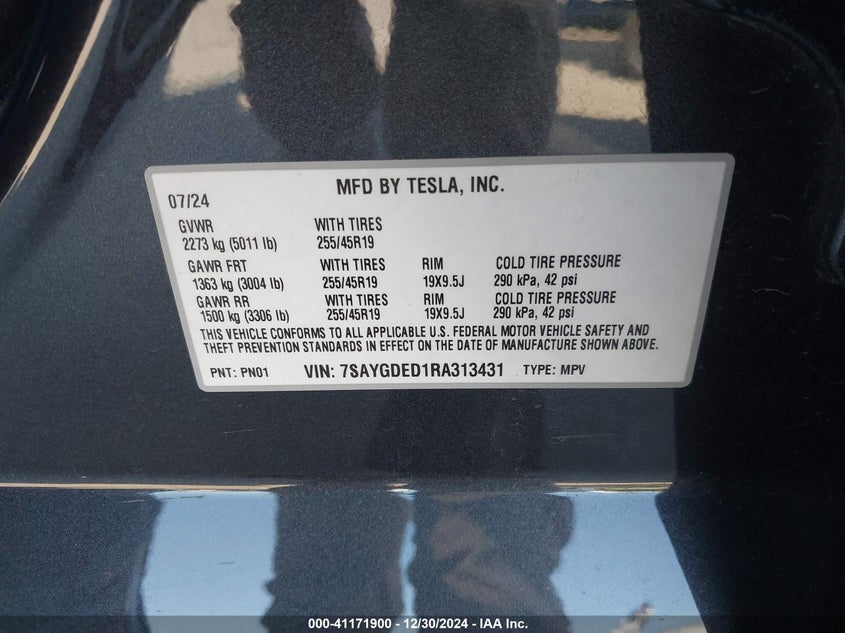 MFD BY TESLA, INC.
07/24
GVWR WITH TIRES
2273 kg (5011 lb) 255/45R19
GAWR FRT WITH TIRES RIM COLD TIRE PRESSURE
1363 kg (3004 lb) 255/45R19 19X9.5J 290 kPa, 42 psi
GAWR RR WITH TIRES RIM COLD TIRE PRESSURE
1500 kg (3306 lb) 255/45R19 19X9.5J 290 kPa, 42 psi
THIS VEHICLE CONFORMS TO ALL APPLICABLE U.S. FEDERAL MOTOR VEHICLE SAFETY AND
THEFT PREVENTION STANDARDS IN EFFECT ON THE DATE OF MANUFACTURE SHOWN ABOVE.
PNT: PN01 VIN: 7SAYGDED1RA313431 TYPE: MPV
000-41171900 - 12/30/2024 - IAA Inc.